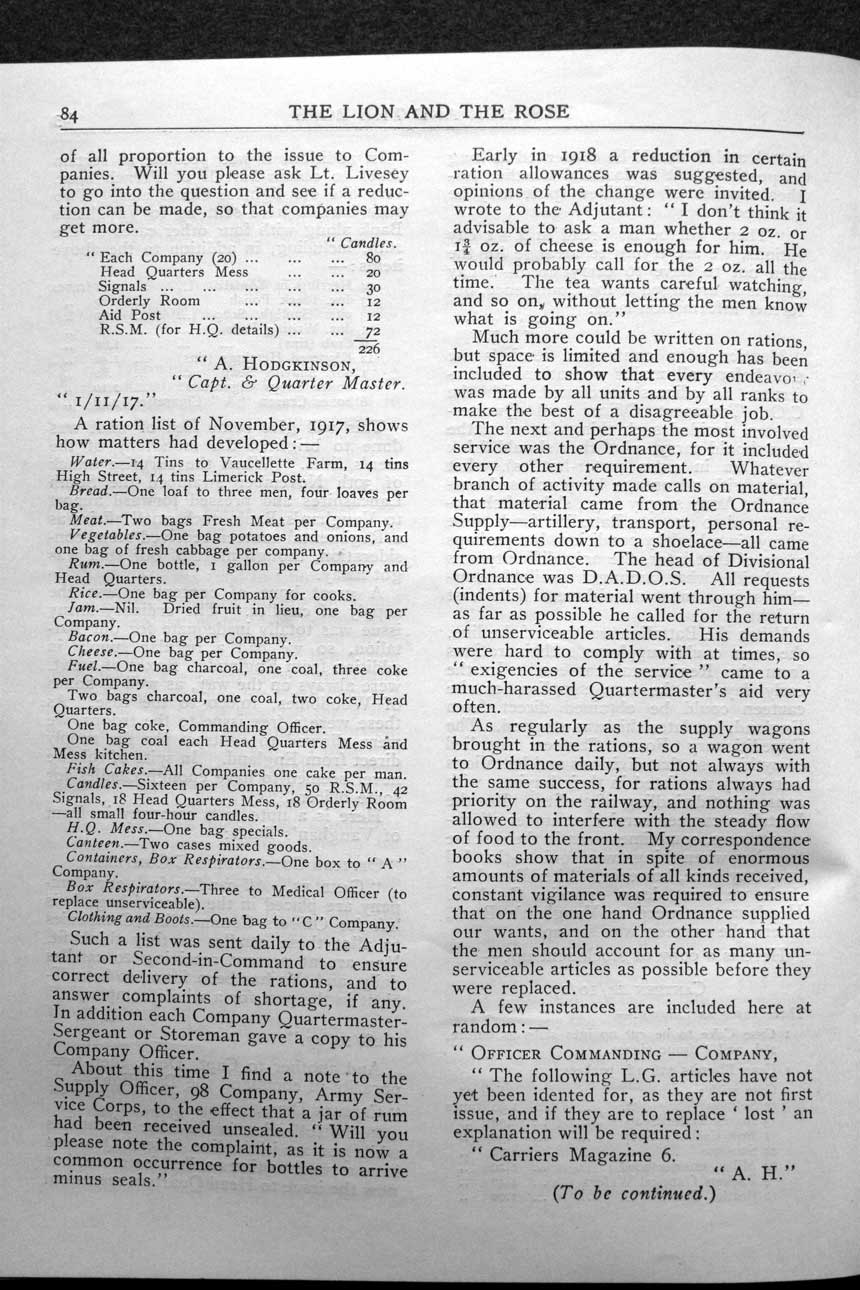 84
THE LION AND THE ROSE
of all proportion to the issue to Com-
panies. Will you please ask Lt. Livesey
to go into the question and see if a reduc-
tion can be made, so that companies may
get more.
" Candles.
" Each Company (20) ... ... ... 80
Head Quarters Mess ... ... 20
Signals ... ... ... ... ... 30
Orderly Room ... ... ... 12
Aid Post ... ... ... ... 12
R.S.M. (for H.Q. details) ... ... 72
226
" A. HODGKINSON,
" Capt. & Quarter Master.
" 1/11/17."
A ration list of November, 1917, shows
how matters had developed :—
Water.—14 Tins to Vaucellette Farm, 14 tins
High Street, 14 tins Limerick Post.
Bread.—One loaf to three men, four loaves per
bag.
Meat.—Two bags Fresh Meat per Company.
Vegetables.—One bag potatoes and onions, and
one bag of fresh cabbage per company.
Rum.—One bottle, 1 gallon per Company and
Head Quarters.
Rice.—One bag per Company for cooks.
Jam.—Nil. Dried fruit in lieu, one bag per
Company.
Bacon.—One bag per Company.
Cheese.—One bag per Company.
Fuel.—One bag charcoal, one coal, three coke
per Company.
Two bags charcoal, one coal, two coke, Head
Quarters.
One bag coke, Commanding Officer.
One bag coal each Head Quarters Mess and
Mess kitchen.
Fish Cakes.—All Companies one cake per man.
Candles.—Sixteen per Company, 50 R.S.M., 42
Signals, 18 Head Quarters Mess, 18 Orderly Room
—all small four-hour candles.
H.Q. Mess.—One bag specials.
Canteen.—Two cases mixed goods.
Containers, Box Respirators.—One box to " A "
Company.
Box Respirators.—Three to Medical Officer (to
replace unserviceable).
Clothing and Boots.—One bag to "C" Company.
Such a list was sent daily to the Adju-
tant or Second-in-Command to ensure
correct delivery of the rations, and to
answer complaints of shortage, if any.
In addition each Company Quartermaster-
Sergeant or Storeman gave a copy to his
Company Officer.
About this time I find a note to the
Supply Officer, 98 Company, Army Ser-
vice Corps, to the effect that a jar of rum
had been received unsealed. " Will you
please note the complaint, as it is now a
common occurrence for bottles to arrive
minus seals."
Early in 1918 a reduction in certain
ration allowances was suggested, and
opinions of the change were invited. I
wrote to the Adjutant : " I don't think it
advisable to ask a man whether 2 oz. or
1¾ oz. of cheese is enough for him. He
would probably call for the 2 oz. all the
time. The tea wants careful watching,
and so on, without letting the men know
what is going on."
Much more could be written on rations,
but space is limited and enough has been
included to show that every endeavour
was made by all units and by all ranks to
make the best of a disagreeable job.
The next and perhaps the most involved
service was the Ordnance, for it included
every other requirement. Whatever
branch of activity made calls on material,
that material came from the Ordnance
Supply—artillery, transport, personal re-
quirements down to a shoelace—all came
from Ordnance. The head of Divisional
Ordnance was D.A.D.O.S. All requests
(indents) for material went through him—
as far as possible he called for the return
of unserviceable articles. His demands
were hard to comply with at times, so
" exigencies of the service " came to a
much-harassed Quartermaster's aid very
often.
As regularly as the supply wagons
brought in the rations, so a wagon went
to Ordnance daily, but not always with
the same success, for rations always had
priority on the railway, and nothing was
allowed to interfere with the steady flow
of food to the front. My correspondence
books show that in spite of enormous
amounts of materials of all kinds received,
constant vigilance was required to ensure
that on the one hand Ordnance supplied
our wants, and on the other hand that
the men should account for as many un-
serviceable articles as possible before they
were replaced.
A few instances are included here at
random :—
" OFFICER COMMANDING — COMPANY,
" The following L.G. articles have not
yet been idented for, as they are not first
issue, and if they are to replace ' lost ' an
explanation will be required :
" Carriers Magazine 6.
" A. H."
(To be continued.)